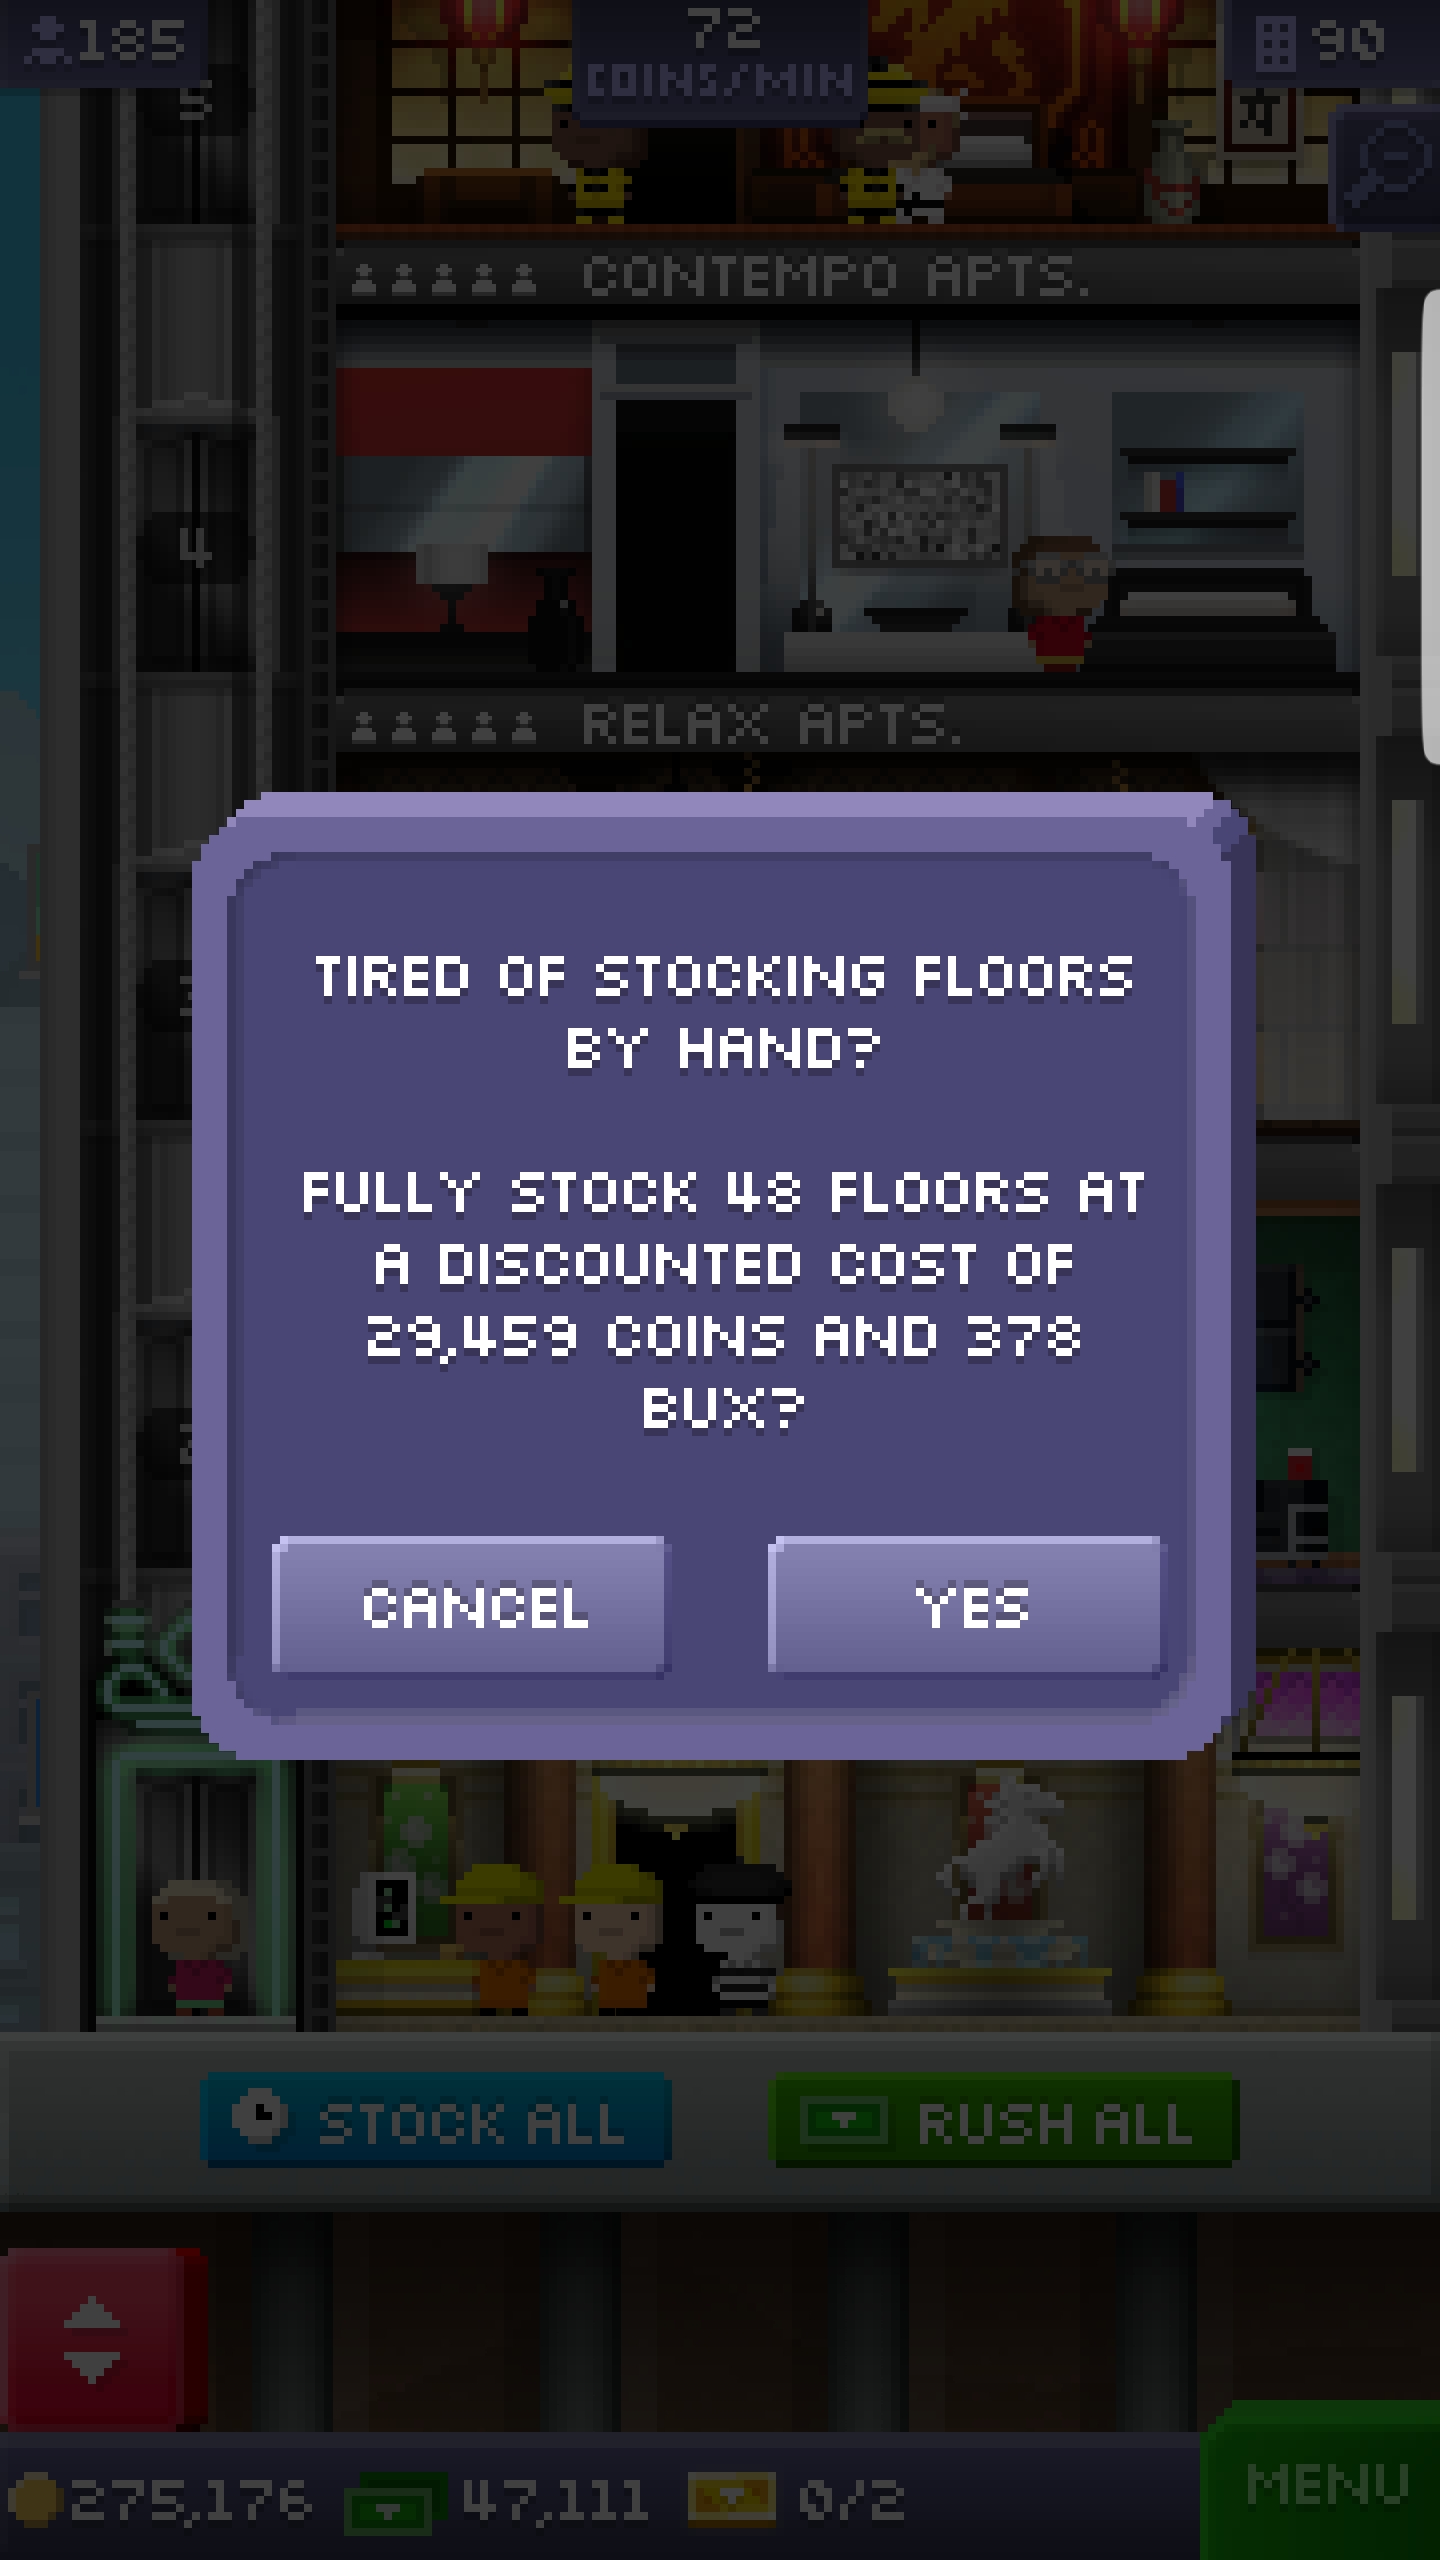 185
72
COINS/MIN
90
5
CONTEMPO APTS.
4
RELAX APTS.
TIRED OF STOCKING FLOORS
BY HAND?
FULLY STOCK 48 FLOORS AT
A DISCOUNTED COST OF
29,459 COINS AND 378
BUX?
CANCEL
YES
STOCK ALL
RUSH ALL
275,176
47,111
0/2
MENU